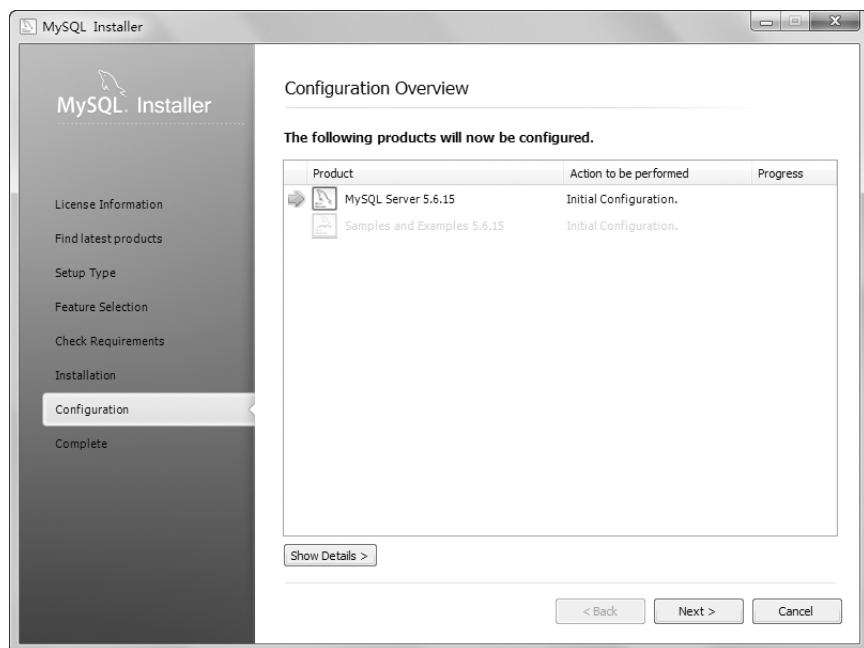 MySQL Installer
MySQL. Installer
License Information
Find latest products
Setup Type
Feature Selection
Check Requirements
Installation
Configuration
Complete
Configuration Overview
The following products will now be configured.
Product Action to be performed Progress
MySQL Server 5.6.15 Initial Configuration.
Samples and Examples 5.6.15 Initial Configuration.
Show Details >
< Back Next > Cancel